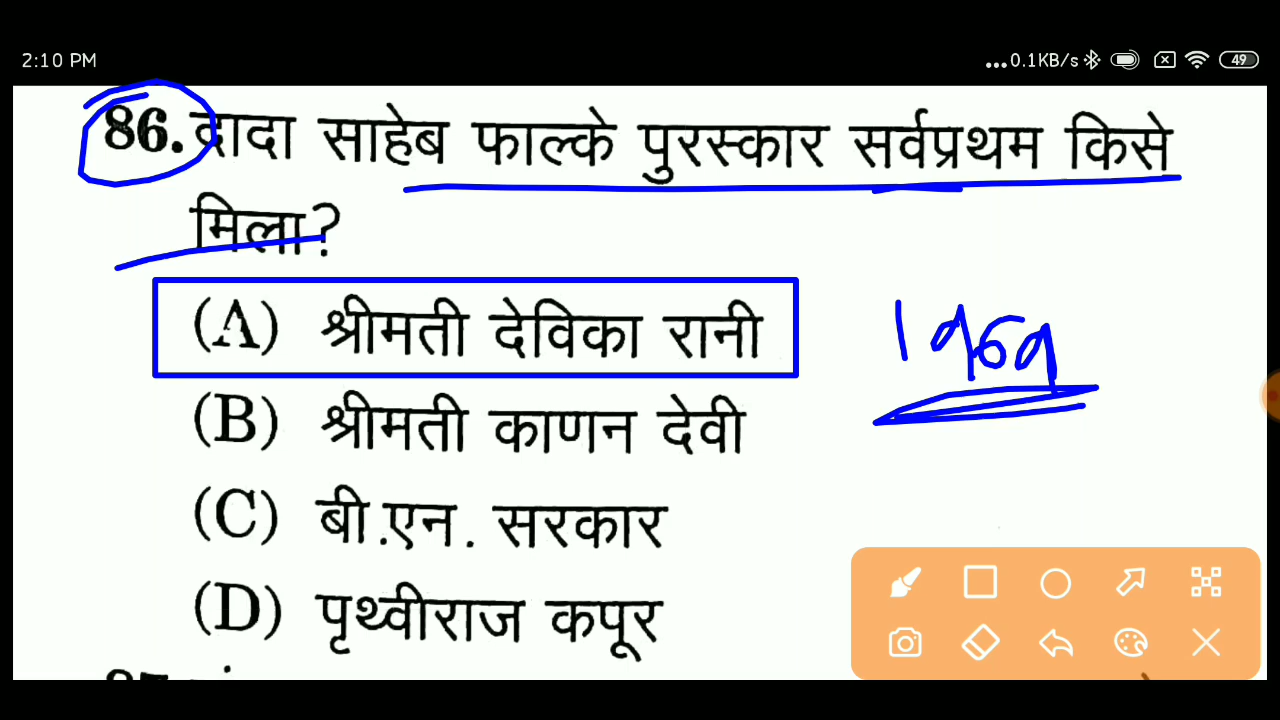 2:10 PM
...0.1KB/s 49
86. दादा साहेब फाल्के पुरस्कार सर्वप्रथम किसे
मिला?
(A) श्रीमती देविका रानी
1969
(B) श्रीमती काणन देवी
(C) बी.एन. सरकार
(D) पृथ्वीराज कपूर